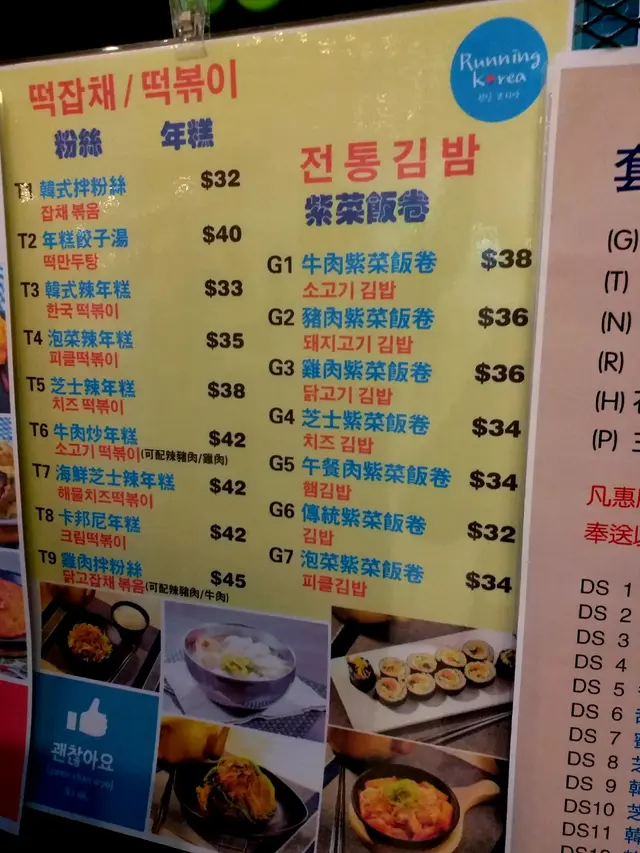 Running
Korea
런닝 코리아
떡잡채 / 떡볶이
粉絲 年糕
T1 韓式拌粉絲 $32
잡채 볶음
T2 年糕餃子湯 $40
떡만두탕
T3 韓式辣年糕 $33
한국 떡볶이
T4 泡菜辣年糕 $35
피클떡볶이
T5 芝士辣年糕 $38
치즈 떡볶이
T6 牛肉炒年糕 $42
소고기 떡볶이(可配辣豬肉/雞肉)
T7 海鮮芝士辣年糕 $42
해물치즈떡볶이
T8 卡邦尼年糕 $42
크림떡볶이
T9 雞肉拌粉絲 $45
닭고잡채 볶음(可配辣豬肉/牛肉)
전통김밥
紫菜飯卷
G1 牛肉紫菜飯卷 $38
소고기 김밥
G2 豬肉紫菜飯卷 $36
돼지고기 김밥
G3 雞肉紫菜飯卷 $36
닭고기 김밥
G4 芝士紫菜飯卷 $34
치즈 김밥
G5 午餐肉紫菜飯卷 $34
햄김밥
G6 傳統紫菜飯卷 $32
김밥
G7 泡菜紫菜飯卷 $34
피클김밥
괜찮아요
套
(G)
(T)
(N)
(R)
(H)
(P)
凡惠
奉送
DS 1
DS 2
DS 3
DS 4
DS 5
DS 6
DS 7
DS 8 芝
DS 9 韓
DS10 芝
DS11 韓